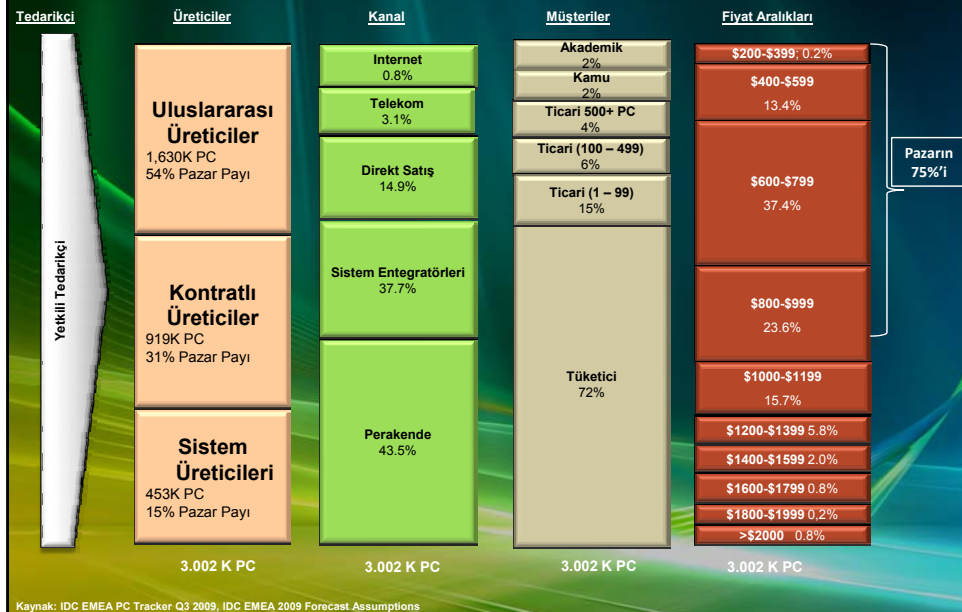 Tedarikçi
Yetkili Tedarikçi
Üreticiler
Uluslararası
Üreticiler
1,630K PC
54% Pazar Payı
Kontratlı
Üreticiler
919K PC
31% Pazar Payı
Sistem
Üreticileri
453K PC
15% Pazar Payı
3.002 K PC
Kanal
Internet
0.8%
Telekom
3.1%
Direkt Satış
14.9%
Sistem Entegratörleri
37.7%
Perakende
43.5%
3.002 K PC
Müşteriler
Akademik
2%
Kamu
2%
Ticari 500+ PC
4%
Ticari (100 – 499)
6%
Ticari (1 – 99)
15%
Tüketici
72%
3.002 K PC
Fiyat Aralıkları
$200-$399; 0.2%
$400-$599
13.4%
$600-$799
37.4%
$800-$999
23.6%
$1000-$1199
15.7%
$1200-$1399 5.8%
$1400-$1599 2.0%
$1600-$1799 0.8%
$1800-$1999 0,2%
>$2000 0.8%
3.002 K PC
Pazarın
75%’i
Kaynak: IDC EMEA PC Tracker Q3 2009, IDC EMEA 2009 Forecast Assumptions